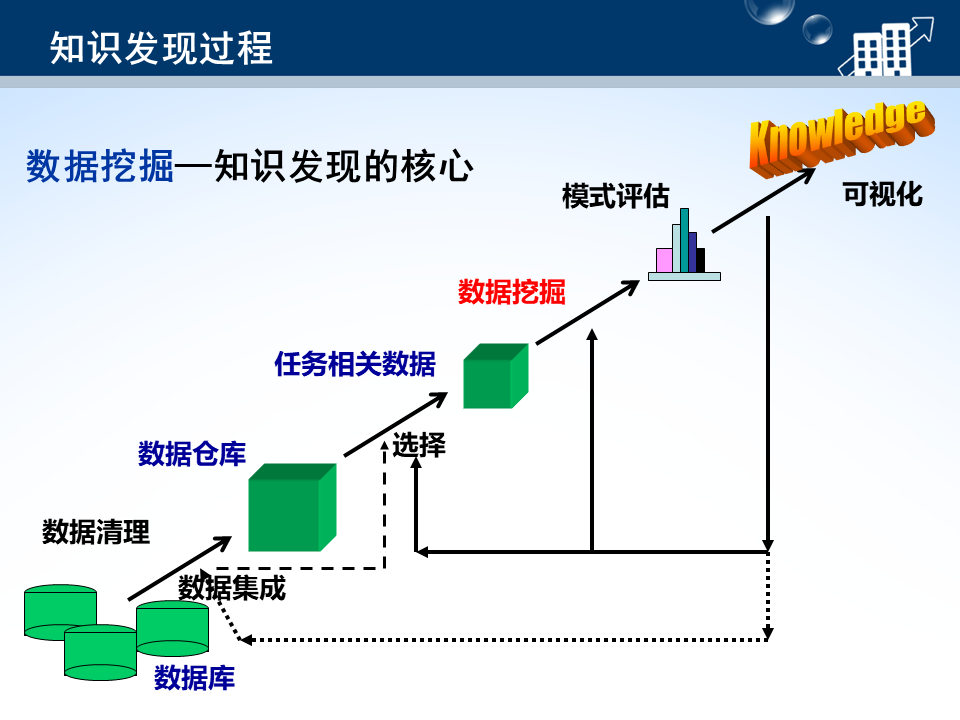 知识发现过程
Knowledge
数据挖掘—知识发现的核心
模式评估
可视化
数据挖掘
任务相关数据
选择
数据仓库
数据清理
数据集成
数据库